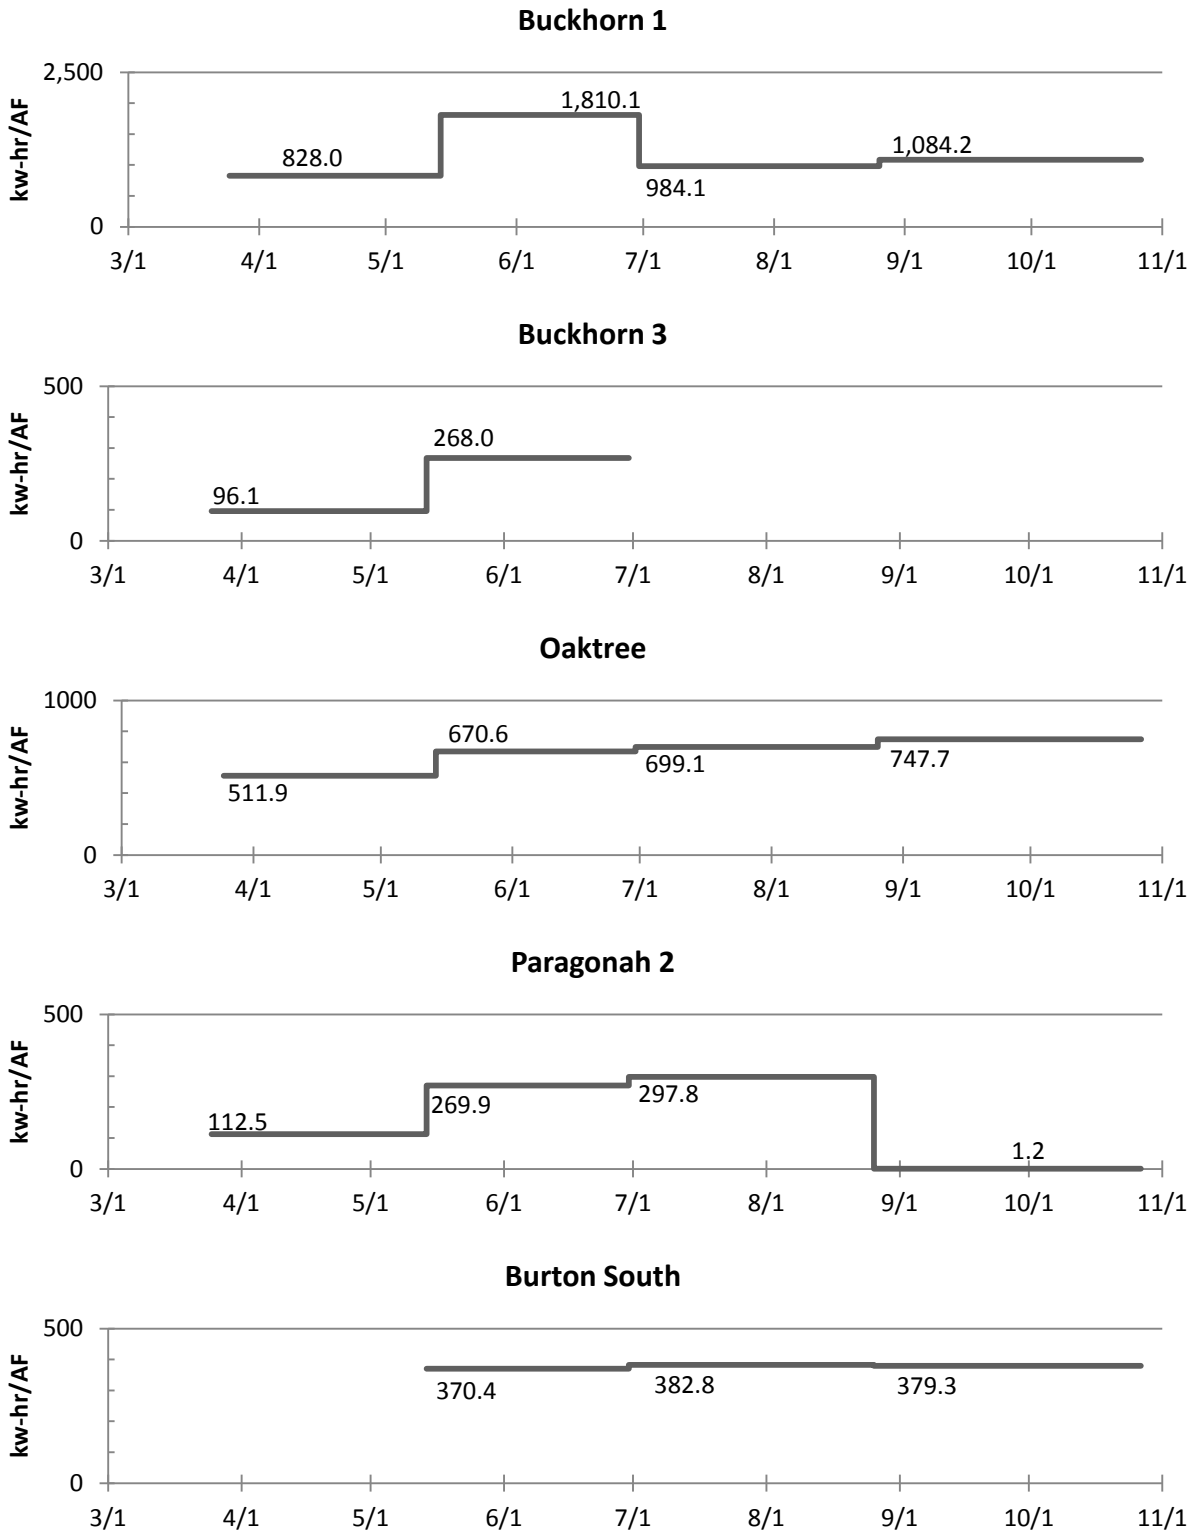 Buckhorn 1
kw-hr/AF
2,500
0
828.0
1,810.1
984.1
1,084.2
3/1 4/1 5/1 6/1 7/1 8/1 9/1 10/1 11/1
Buckhorn 3
kw-hr/AF
500
0
96.1
268.0
3/1 4/1 5/1 6/1 7/1 8/1 9/1 10/1 11/1
Oaktree
kw-hr/AF
1000
0
511.9
670.6
699.1
747.7
3/1 4/1 5/1 6/1 7/1 8/1 9/1 10/1 11/1
Paragonah 2
kw-hr/AF
500
0
112.5
269.9
297.8
1.2
3/1 4/1 5/1 6/1 7/1 8/1 9/1 10/1 11/1
Burton South
kw-hr/AF
500
0
370.4
382.8
379.3
3/1 4/1 5/1 6/1 7/1 8/1 9/1 10/1 11/1